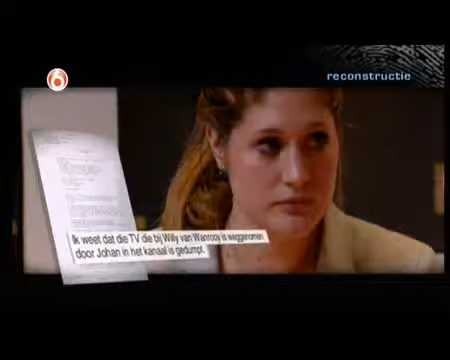 reconstructie
6
Ik weet dat die TV die bij Willy van Wanrooy is weggenomen
door Johan in het kanaal is gedumpt.